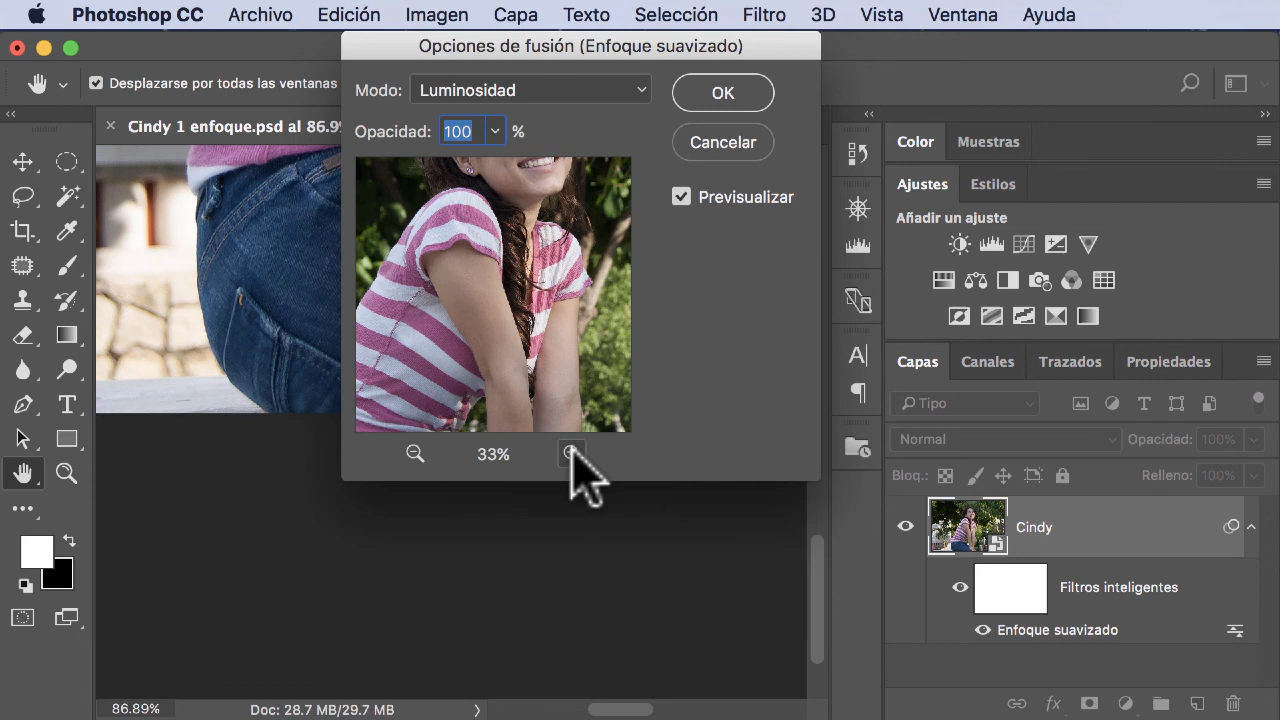 Photoshop CC Archivo Edición Imagen Capa Texto Selección Filtro 3D Vista Ventana Ayuda
Opciones de fusión (Enfoque suavizado)
Desplazarse por todas las ventanas
Modo: Luminosidad
OK
Cindy 1 enfoque.psd al 86.9
Opacidad: 100 %
Cancelar
Previsualizar
33%
Color Muestras
Ajustes Estilos
Añadir un ajuste
Capas Canales Trazados Propiedades
Tipo
Normal Opacidad: 100%
Bloq.: Relleno: 100%
Cindy
Filtros inteligentes
Enfoque suavizado
86.89% Doc: 28.7 MB/29.7 MB